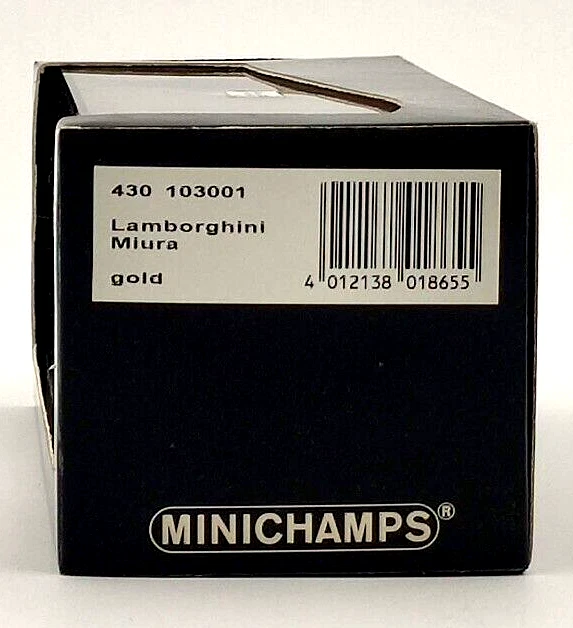 430 103001
Lamborghini
Miura
gold
4 012138 018655
MINICHAMPS®